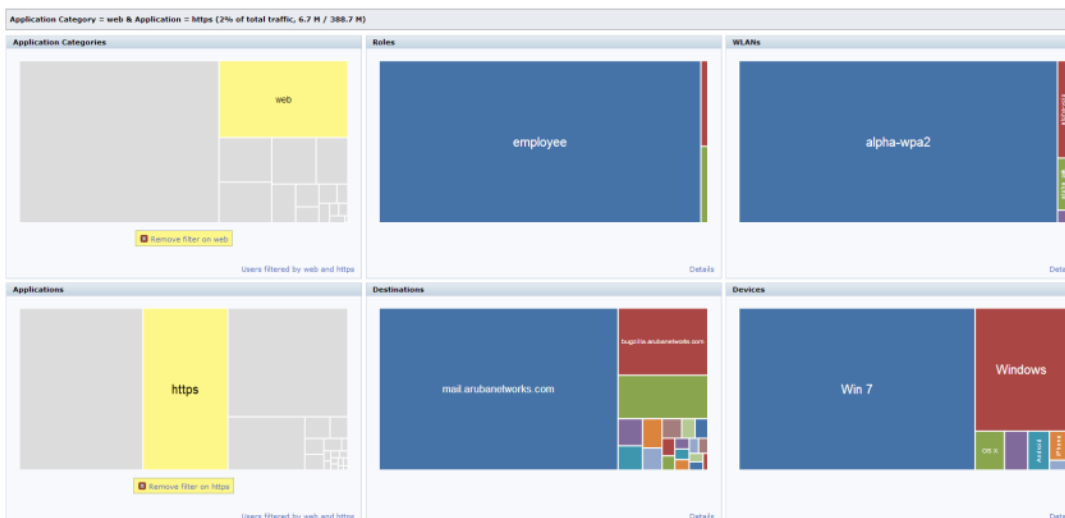 Application Category = web & Application = https (2% of total traffic, 6.7 M / 388.7 M)
Application Categories
Roles
WLANs
web
employee
alpha-wpa2
Remove filter on web
Users filtered by web and https
Details
Deta
Applications
Destinations
Devices
https
mail.arubanetworks.com
bugzilla.arubanetworks.com
Win 7
Windows
OS X
Android
iPhone
Remove filter on https
Users filtered by web and https
Details
Deta